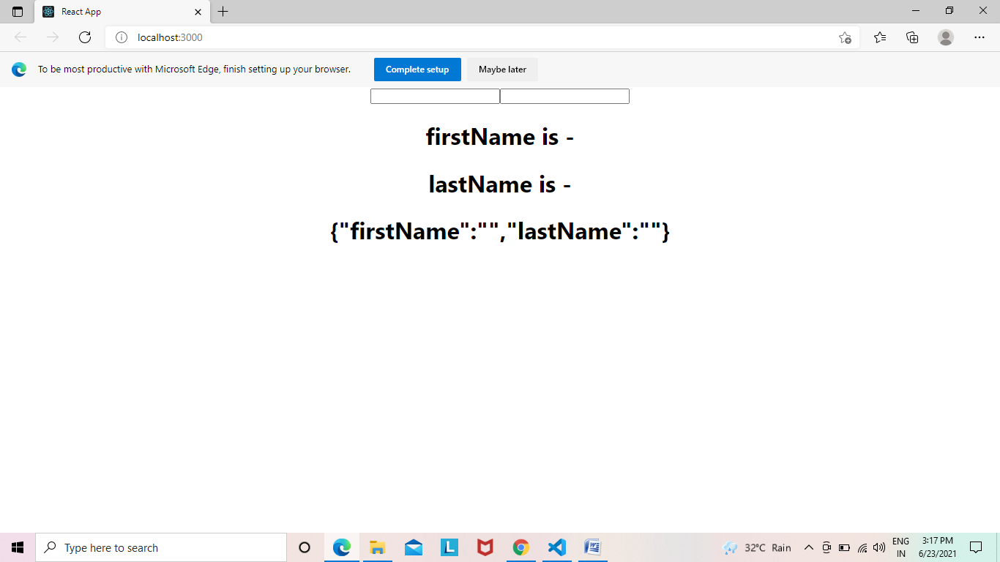 React App
localhost:3000
To be most productive with Microsoft Edge, finish setting up your browser. Complete setup Maybe later
firstName is -
lastName is -
{"firstName":"","lastName":""}
Type here to search
L
W
32°C Rain
ENG
IN
3:17 PM
6/23/2021